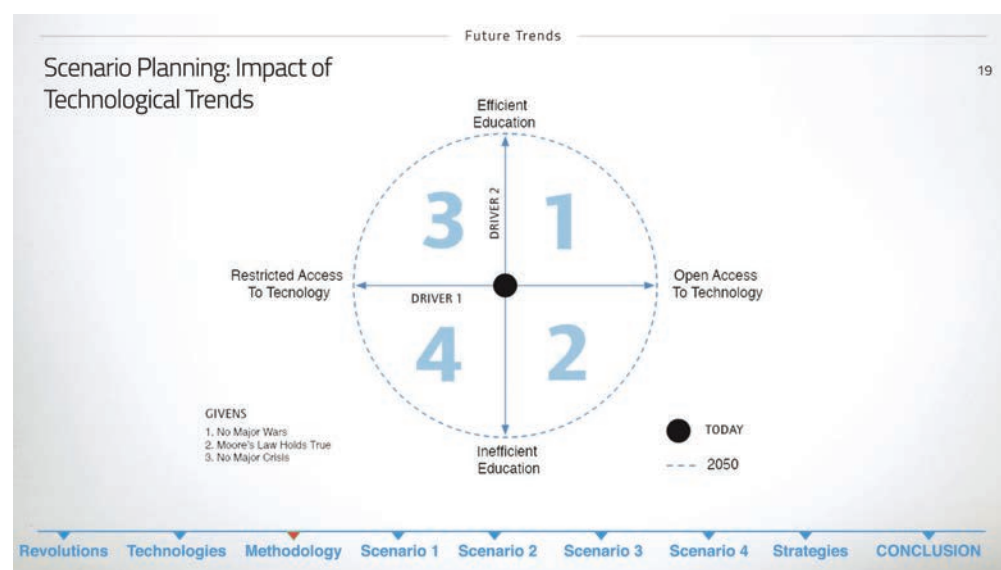 Future Trends
Scenario Planning: Impact of
Technological Trends
19
Efficient
Education
3
DRIVER 2
1
Restricted Access
To Tecnology
DRIVER 1
Open Access
To Technology
4
2
GIVENS
1. No Major Wars
2. Moore's Law Holds True
3. No Major Crisis
Inefficient
Education
TODAY
2050
Revolutions
Technologies
Methodology
Scenario 1
Scenario 2
Scenario 3
Scenario 4
Strategies
CONCLUSION